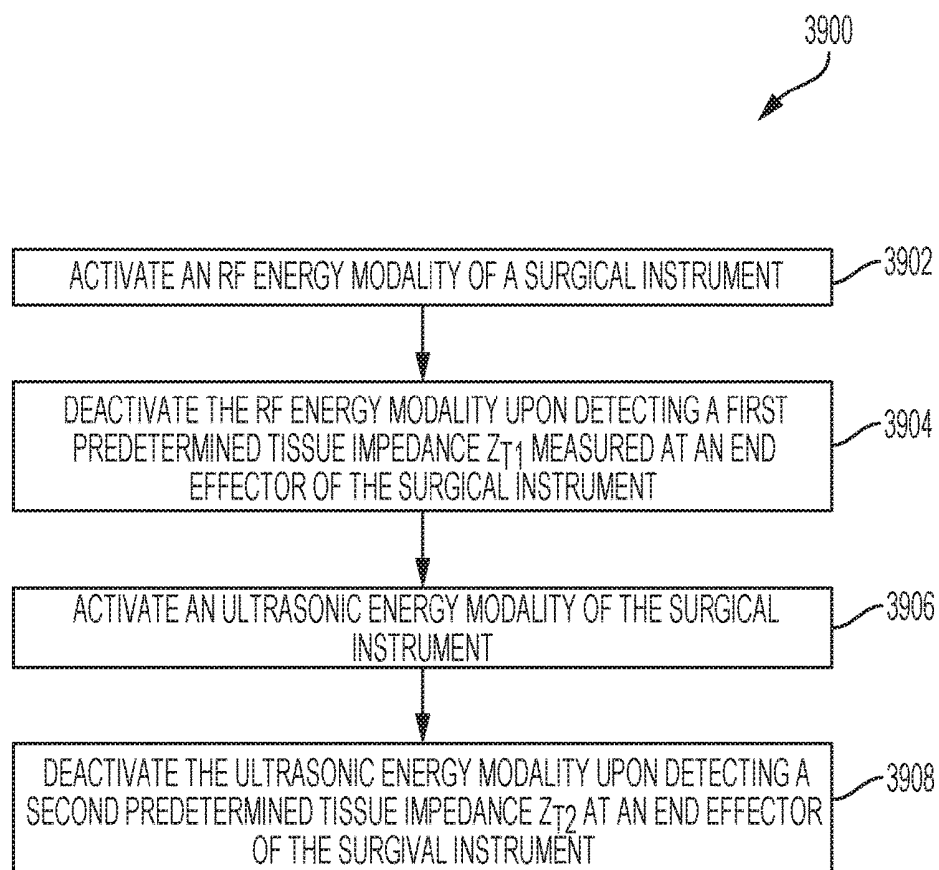 3900
ACTIVATE AN RF ENERGY MODALITY OF A SURGICAL INSTRUMENT
3902
DEACTIVATE THE RF ENERGY MODALITY UPON DETECTING A FIRST
PREDETERMINED TISSUE IMPEDANCE ZT1 MEASURED AT AN END
EFFECTOR OF THE SURGICAL INSTRUMENT
3904
ACTIVATE AN ULTRASONIC ENERGY MODALITY OF THE SURGICAL
INSTRUMENT
3906
DEACTIVATE THE ULTRASONIC ENERGY MODALITY UPON DETECTING A
SECOND PREDETERMINED TISSUE IMPEDANCE ZT2 AT AN END EFFECTOR
OF THE SURGIVAL INSTRUMENT
3908